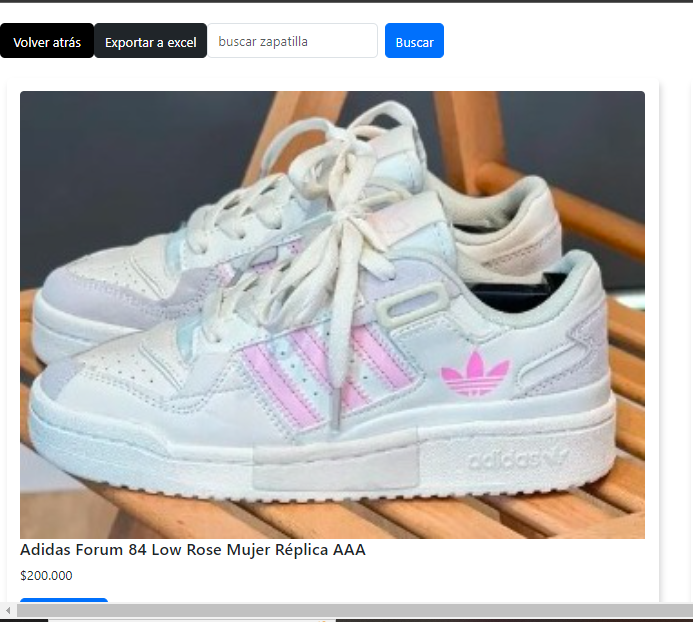 Volver atrás Exportar a excel buscar zapatilla Buscar
adidas
Adidas Forum 84 Low Rose Mujer Réplica AAA
$200.000